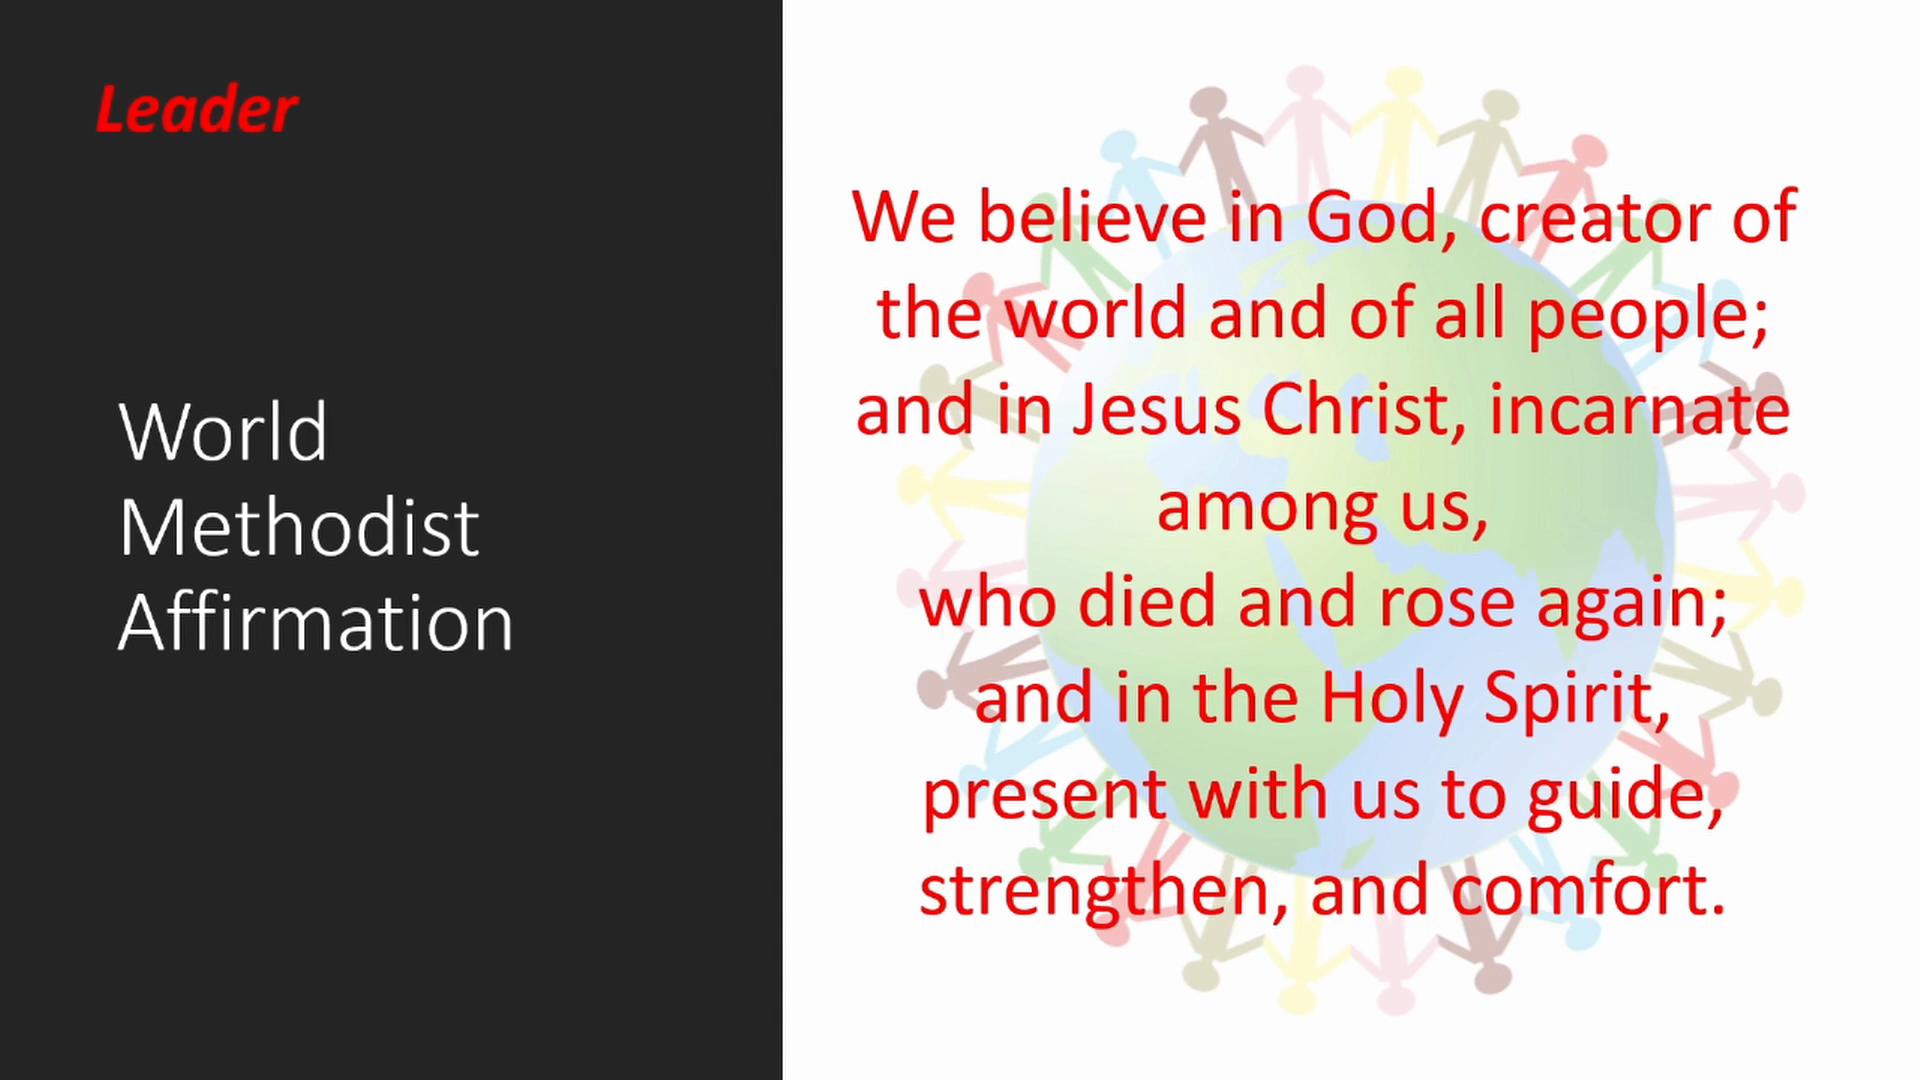 Leader
World
Methodist
Affirmation
We believe in God, creator of
the world and of all people;
and in Jesus Christ, incarnate
among us,
who died and rose again;
and in the Holy Spirit,
present with us to guide,
strengthen, and comfort.